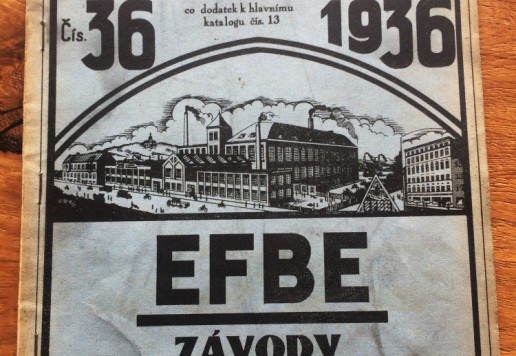 Čís. 36 co dodatek k hlavnímu 1936
katalogu čís. 13
EFBE
ZÁVODY